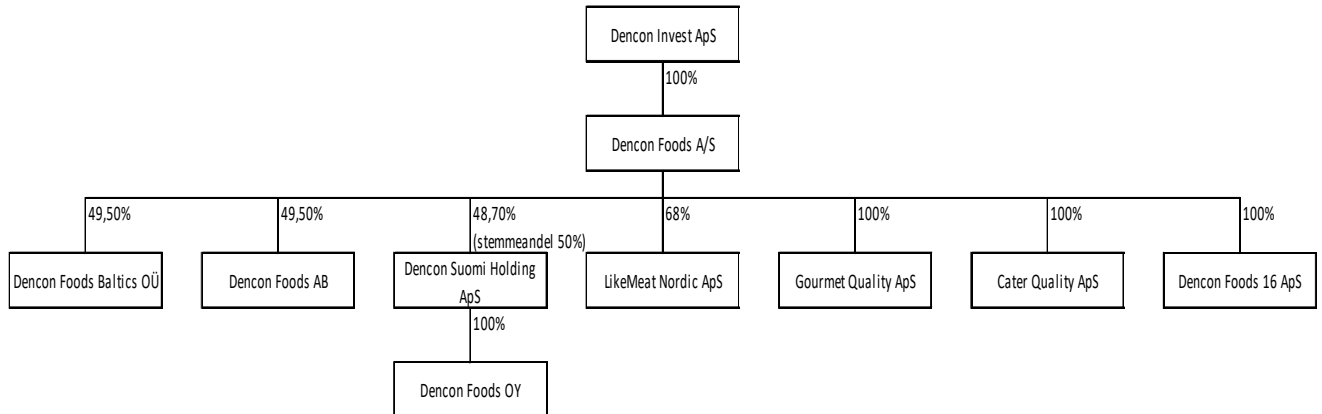 Dencon Invest ApS
100%
Dencon Foods A/S
49,50%
49,50%
48,70%
(stemmeandel 50%)
68%
100%
100%
100%
Dencon Foods Baltics OÜ
Dencon Foods AB
Dencon Suomi Holding
ApS
LikeMeat Nordic ApS
Gourmet Quality ApS
Cater Quality ApS
Dencon Foods 16 ApS
100%
Dencon Foods OY